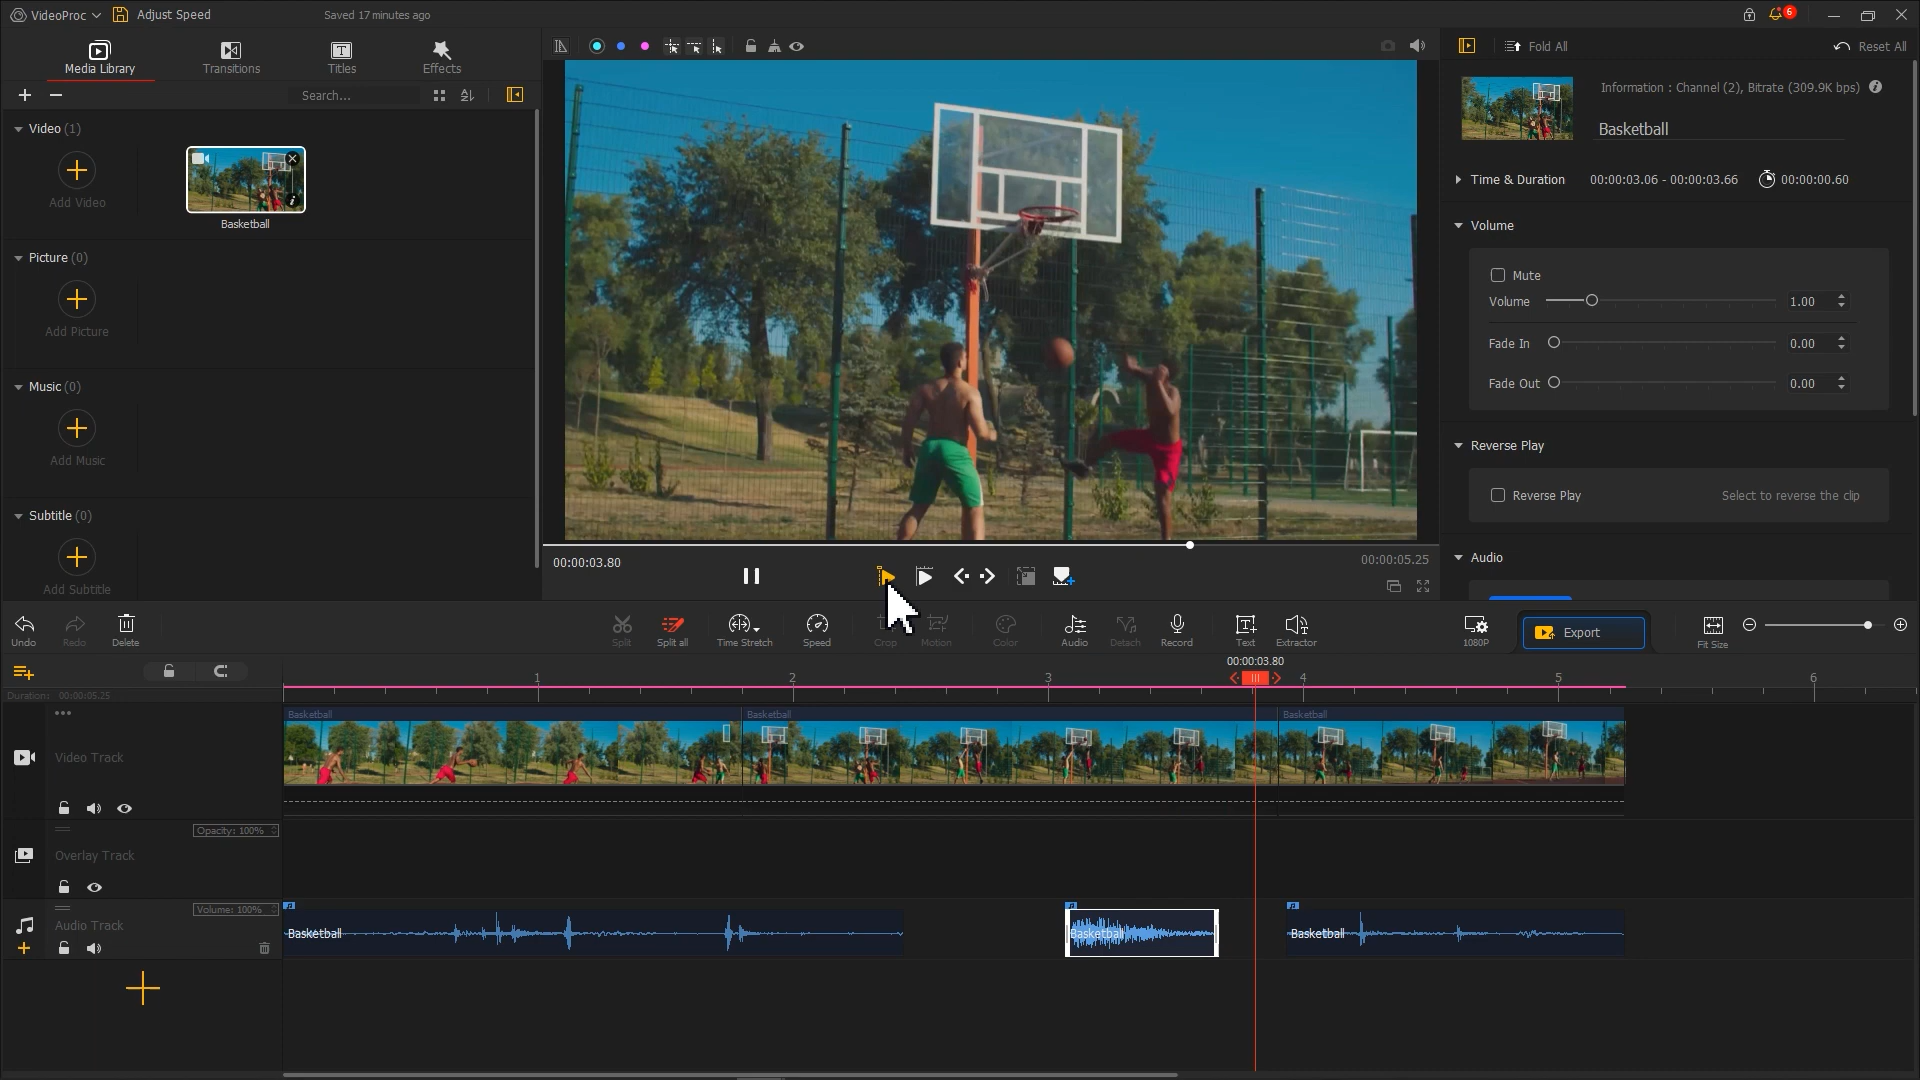 VideoProc
Adjust Speed
Saved 17 minutes ago
6
Media Library
Transitions
Titles
Effects
Search...
Fold All
Reset All
Information : Channel (2), Bitrate (309.9K bps)
Basketball
Video (1)
Add Video
Basketball
Time & Duration
00:00:03.06 - 00:00:03.66
00:00:00.60
Volume
Mute
Volume
1.00
Fade In
0.00
Fade Out
0.00
Picture (0)
Add Picture
Music (0)
Add Music
Reverse Play
Reverse Play
Select to reverse the clip
Subtitle (0)
Add Subtitle
Audio
00:00:03.80
00:00:05.25
Undo
Redo
Delete
Split
Split all
Time Stretch
Speed
Crop
Motion
Color
Audio
Detach
Record
Text
Extractor
1080P
Export
Fit Size
00:00:03.80
Duration: 00:00:05.25
1
2
3
4
5
6
Basketball
Basketball
Basketball
Video Track
Opacity: 100%
Overlay Track
Volume: 100%
Audio Track
Basketball
Basketball
Basketball